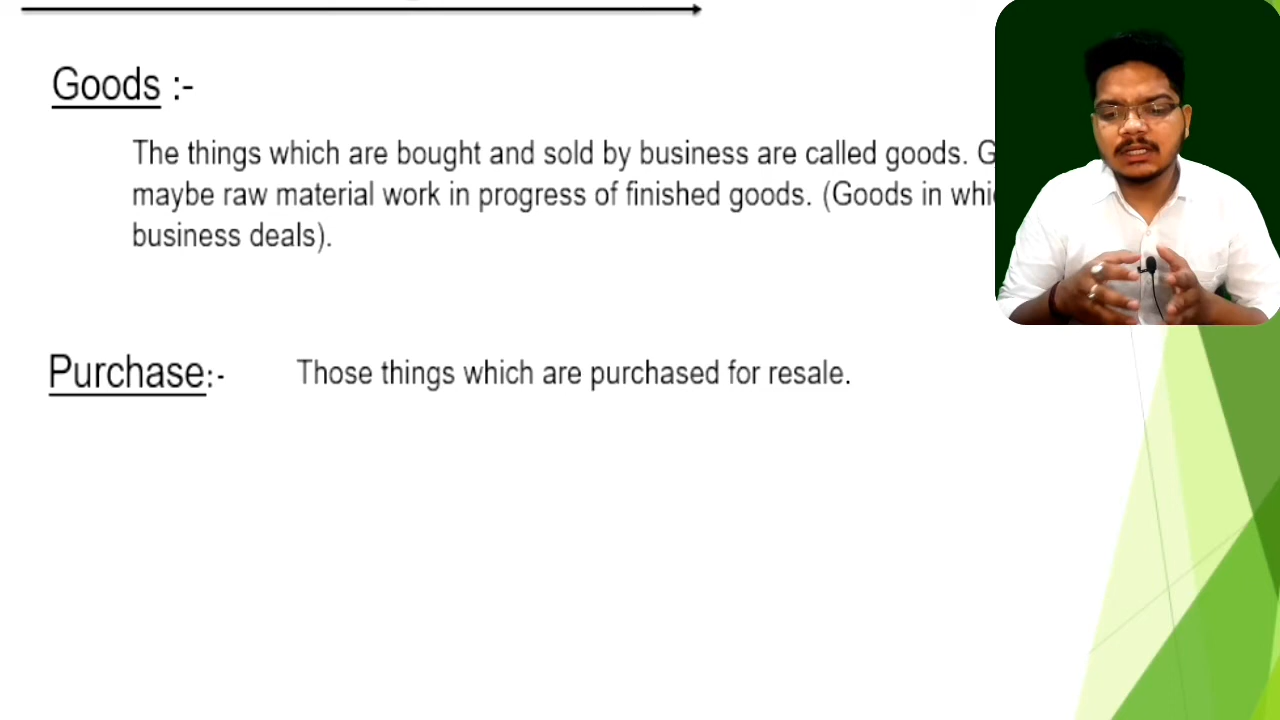 Goods :-
The things which are bought and sold by business are called goods.
maybe raw material work in progress of finished goods. (Goods in
business deals).
Purchase:- Those things which are purchased for resale.